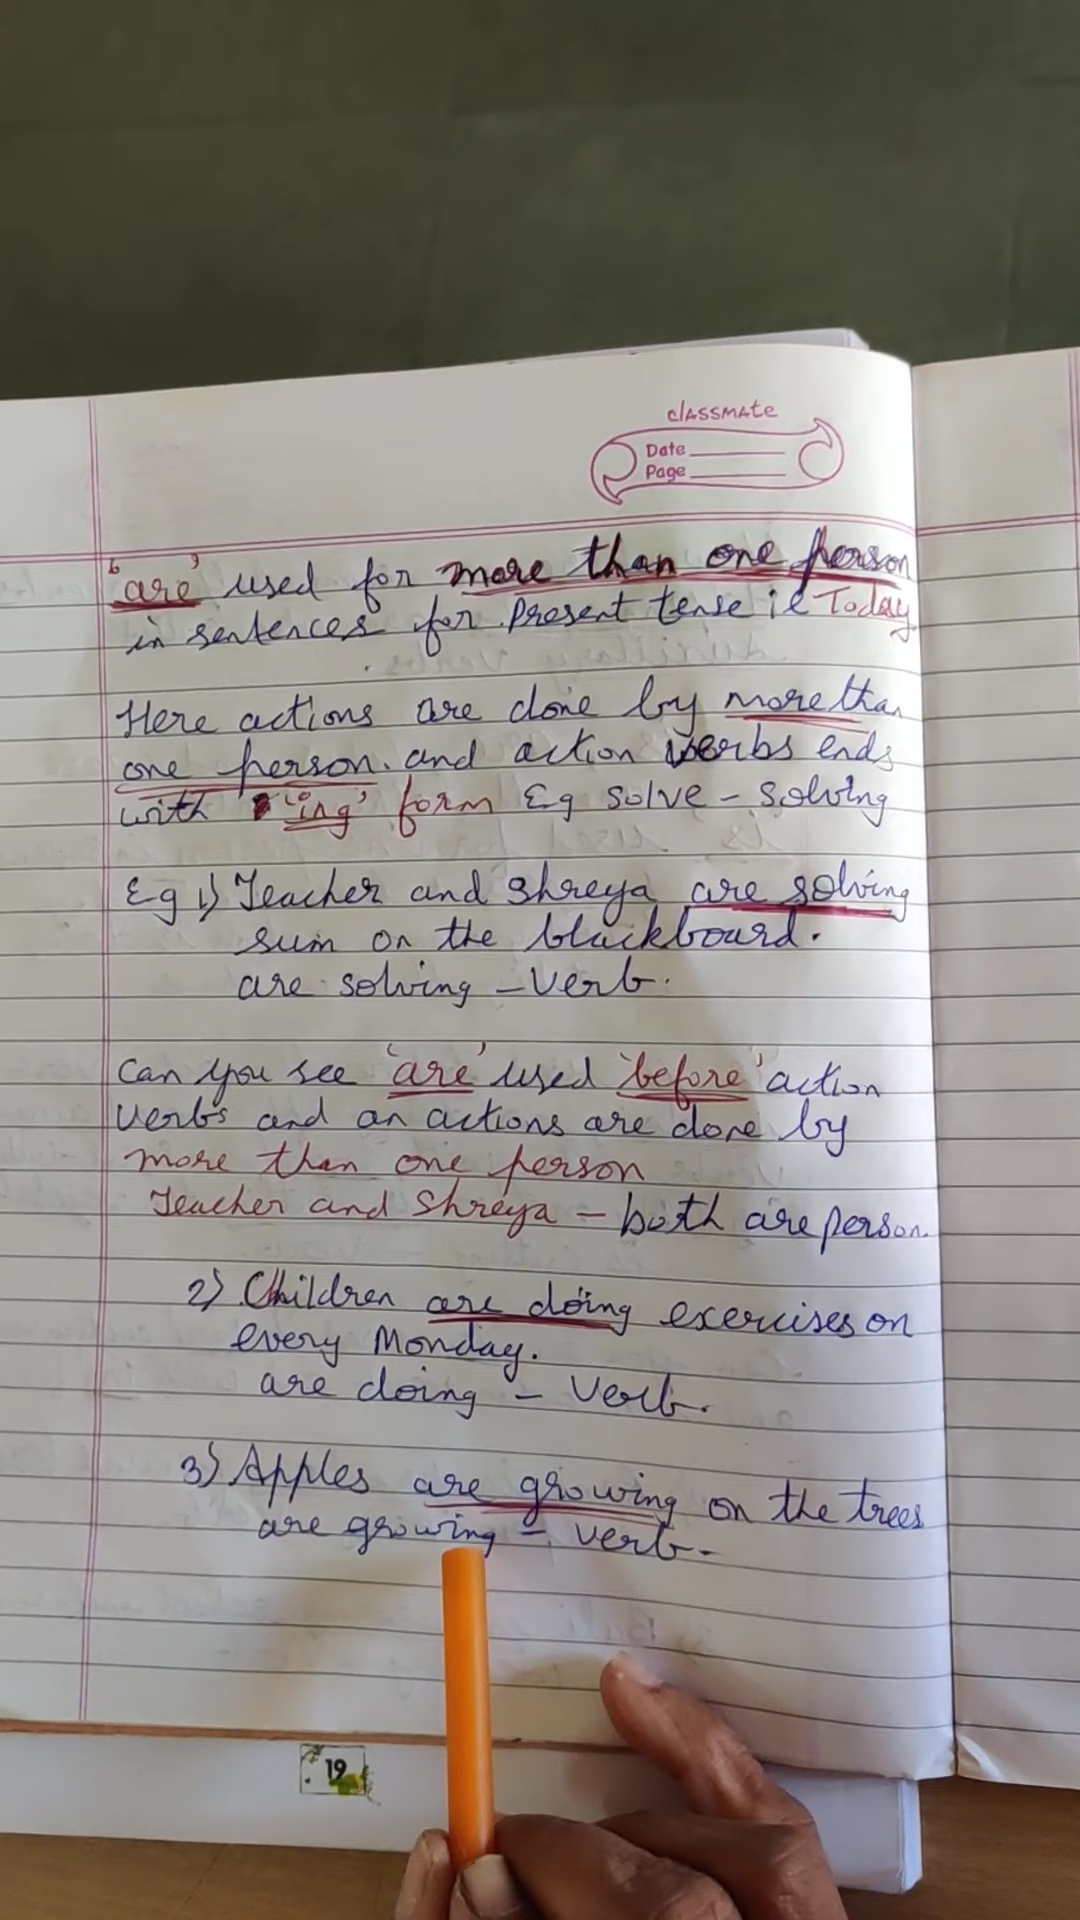 classmate
Date
Page
'are' used for more than one person
in sentences for Present tense ie Today
Here actions are done by more than
one person. and action verbs ends
with 'ing' form Eg solve - solving
Eg 1) Teacher and Shreya are solving
sum on the blackboard.
are solving - Verb.
Can you see 'are' used 'before' action
verbs and an actions are done by
more than one person
Teacher and Shreya - both are person.
2) Children are doing exercises on
every Monday.
are doing - Verb.
3) Apples are growing on the trees
are growing - verb.
19